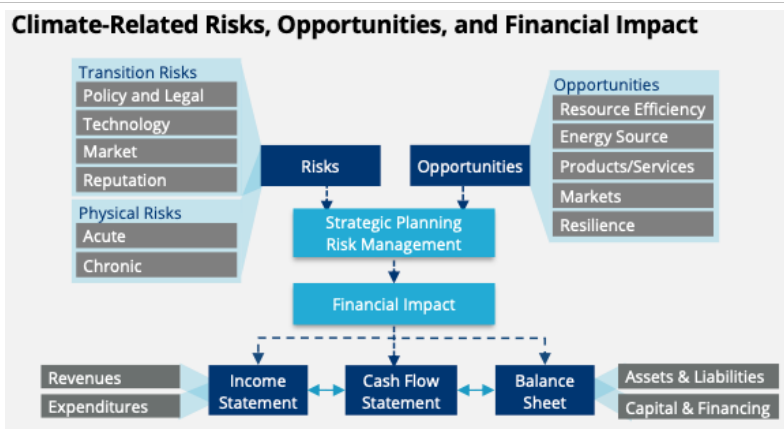 Climate-Related Risks, Opportunities, and Financial Impact
Transition Risks
Policy and Legal
Technology
Market
Reputation
Physical Risks
Acute
Chronic
Risks
Opportunities
Opportunities
Resource Efficiency
Energy Source
Products/Services
Markets
Resilience
Strategic Planning
Risk Management
Financial Impact
Revenues
Expenditures
Income
Statement
Cash Flow
Statement
Balance
Sheet
Assets & Liabilities
Capital & Financing